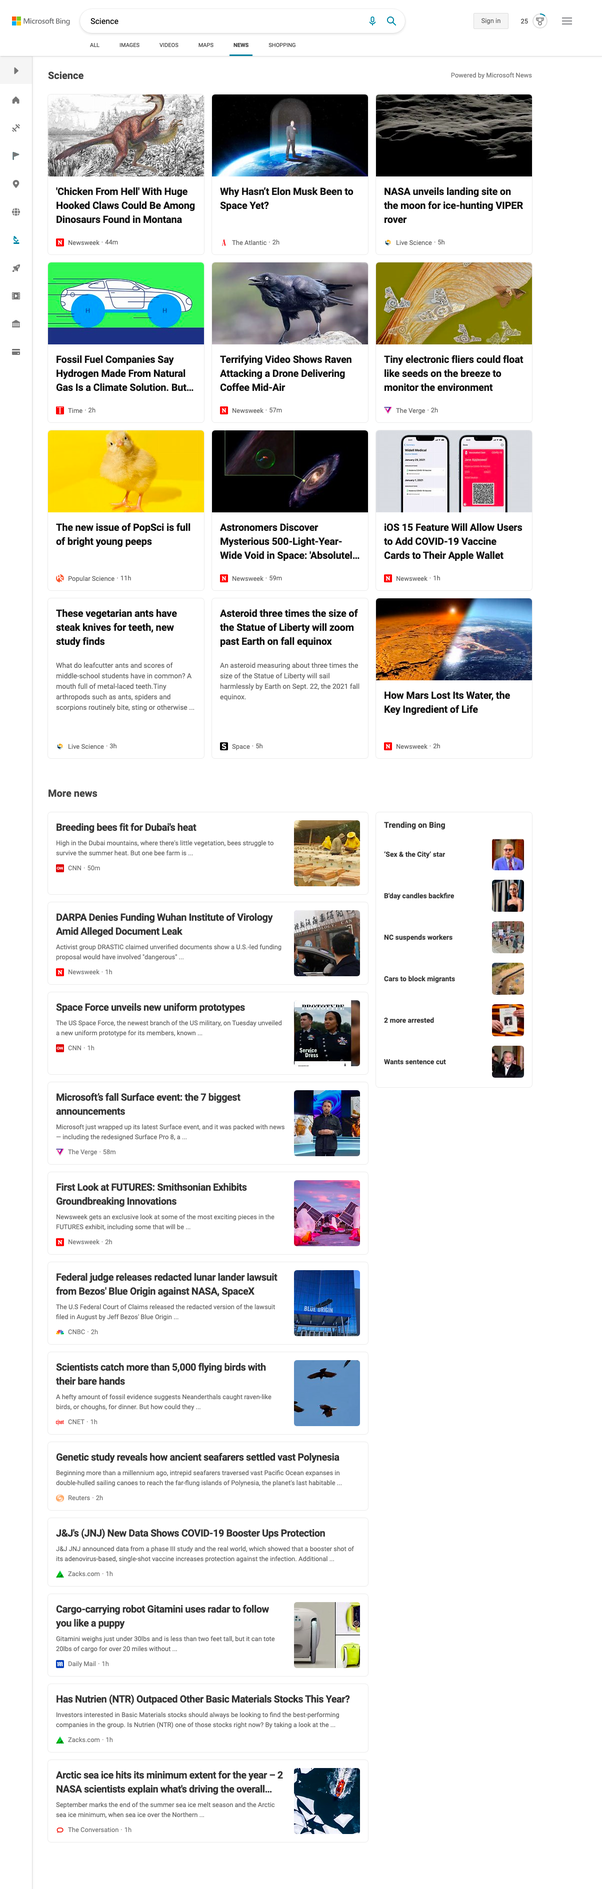 Microsoft Bing
Science
Sign in
25
ALL
IMAGES
VIDEOS
MAPS
NEWS
SHOPPING
Science
Powered by Microsoft News
'Chicken From Hell' With Huge
Hooked Claws Could Be Among
Dinosaurs Found in Montana
Newsweek · 44m
Why Hasn't Elon Musk Been to
Space Yet?
The Atlantic · 2h
NASA unveils landing site on
the moon for ice-hunting VIPER
rover
Live Science · 5h
Fossil Fuel Companies Say
Hydrogen Made From Natural
Gas Is a Climate Solution. But...
Time · 2h
Terrifying Video Shows Raven
Attacking a Drone Delivering
Coffee Mid-Air
Newsweek · 57m
Tiny electronic fliers could float
like seeds on the breeze to
monitor the environment
The Verge · 2h
The new issue of PopSci is full
of bright young peeps
Popular Science · 11h
Astronomers Discover
Mysterious 500-Light-Year-
Wide Void in Space: 'Absolutel...
Newsweek · 59m
iOS 15 Feature Will Allow Users
to Add COVID-19 Vaccine
Cards to Their Apple Wallet
Newsweek · 1h
These vegetarian ants have
steak knives for teeth, new
study finds
What do leafcutter ants and scores of
middle-school students have in common? A
mouth full of metal-laced teeth.Tiny
arthropods such as ants, spiders and
scorpions routinely bite, sting or otherwise ...
Live Science · 3h
Asteroid three times the size of
the Statue of Liberty will zoom
past Earth on fall equinox
An asteroid measuring about three times the
size of the Statue of Liberty will sail
harmlessly by Earth on Sept. 22, the 2021 fall
equinox.
Space · 5h
How Mars Lost Its Water, the
Key Ingredient of Life
Newsweek · 2h
More news
Breeding bees fit for Dubai's heat
High in the Dubai mountains, where there's little vegetation, bees struggle to
survive the summer heat. But one bee farm is ...
CNN · 50m
DARPA Denies Funding Wuhan Institute of Virology
Amid Alleged Document Leak
Activist group DRASTIC claimed unverified documents show a U.S.-led funding
proposal would have involved "dangerous" ...
Newsweek · 1h
Space Force unveils new uniform prototypes
The US Space Force, the newest branch of the US military, on Tuesday unveiled
a new uniform prototype for its members, known ...
CNN · 1h
PROTOTYPE
Service
Dress
Microsoft's fall Surface event: the 7 biggest
announcements
Microsoft just wrapped up its latest Surface event, and it was packed with news
— including the redesigned Surface Pro 8, a ...
The Verge · 58m
First Look at FUTURES: Smithsonian Exhibits
Groundbreaking Innovations
Newsweek gets an exclusive look at some of the most exciting pieces in the
FUTURES exhibit, including some that will be ...
Newsweek · 2h
Federal judge releases redacted lunar lander lawsuit
from Bezos' Blue Origin against NASA, SpaceX
The U.S Federal Court of Claims released the redacted version of the lawsuit
filed in August by Jeff Bezos' Blue Origin ...
CNBC · 2h
BLUE ORIGIN
Scientists catch more than 5,000 flying birds with
their bare hands
A hefty amount of fossil evidence suggests Neanderthals caught raven-like
birds, or choughs, for dinner. But how could they ...
CNET · 1h
Genetic study reveals how ancient seafarers settled vast Polynesia
Beginning more than a millennium ago, intrepid seafarers traversed vast Pacific Ocean expanses in
double-hulled sailing canoes to reach the far-flung islands of Polynesia, the planet's last habitable ...
Reuters · 2h
J&J's (JNJ) New Data Shows COVID-19 Booster Ups Protection
J&J JNJ announced data from a phase III study and the real world, which showed that a booster shot of
its adenovirus-based, single-shot vaccine increases protection against the infection. Additional ...
Zacks.com · 1h
Cargo-carrying robot Gitamini uses radar to follow
you like a puppy
Gitamini weighs just under 30lbs and is less than two feet tall, but it can tote
20lbs of cargo for over 20 miles without ...
Daily Mail · 1h
Has Nutrien (NTR) Outpaced Other Basic Materials Stocks This Year?
Investors interested in Basic Materials stocks should always be looking to find the best-performing
companies in the group. Is Nutrien (NTR) one of those stocks right now? By taking a look at the ...
Zacks.com · 1h
Arctic sea ice hits its minimum extent for the year – 2
NASA scientists explain what's driving the overall...
September marks the end of the summer sea ice melt season and the Arctic
sea ice minimum, when sea ice over the Northern ...
The Conversation · 1h
Trending on Bing
'Sex & the City' star
B'day candles backfire
NC suspends workers
Cars to block migrants
2 more arrested
Wants sentence cut